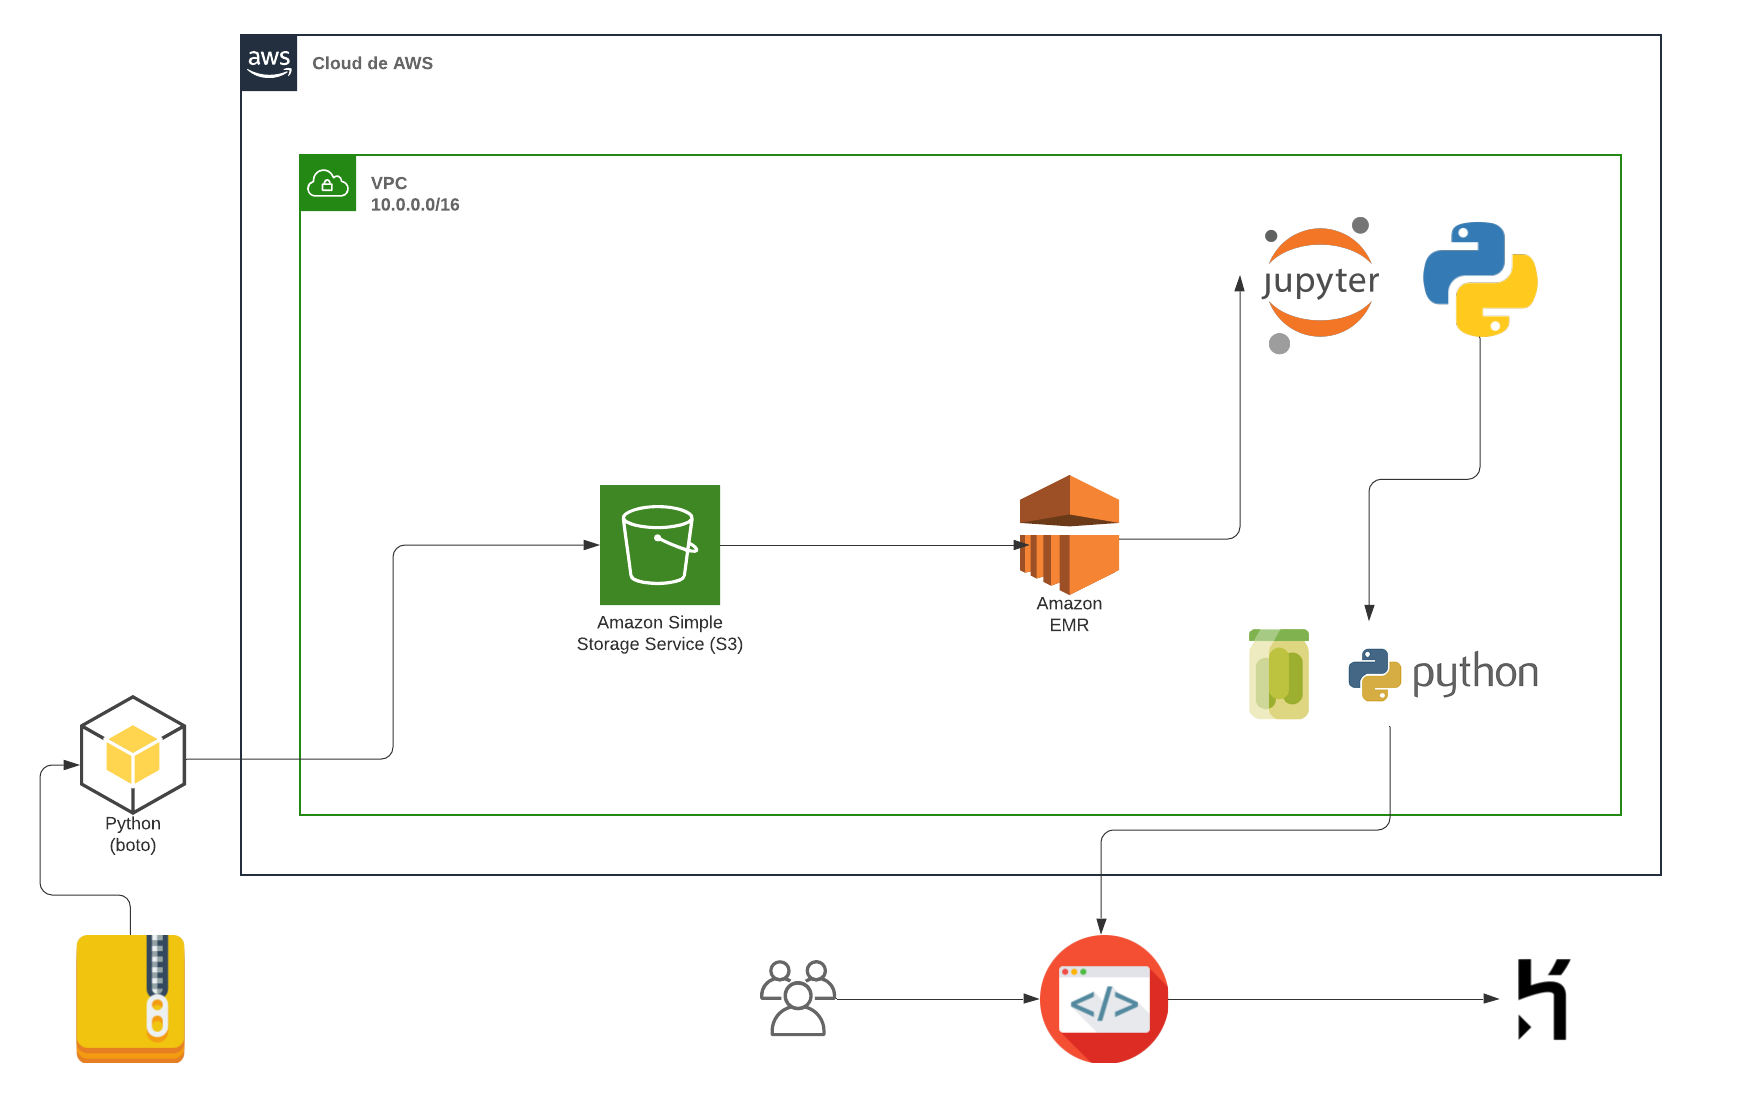 aws
Cloud de AWS
VPC
10.0.0.0/16
jupyter
Amazon Simple
Storage Service (S3)
Amazon
EMR
python
Python
(boto)
</>